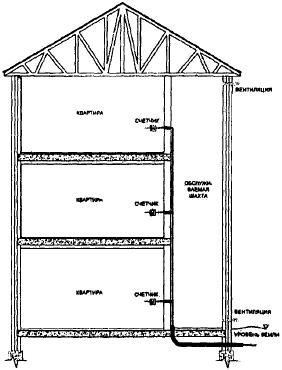 ВЕНТИЛЯЦИЯ
КВАРТИРА
СЧЕТЧИК
ОБСЛУЖИ-
ВАЕМАЯ
ШАХТА
КВАРТИРА
СЧЕТЧИК
КВАРТИРА
СЧЕТЧИК
ВЕНТИЛЯЦИЯ
УРОВЕНЬ ЗЕМЛИ